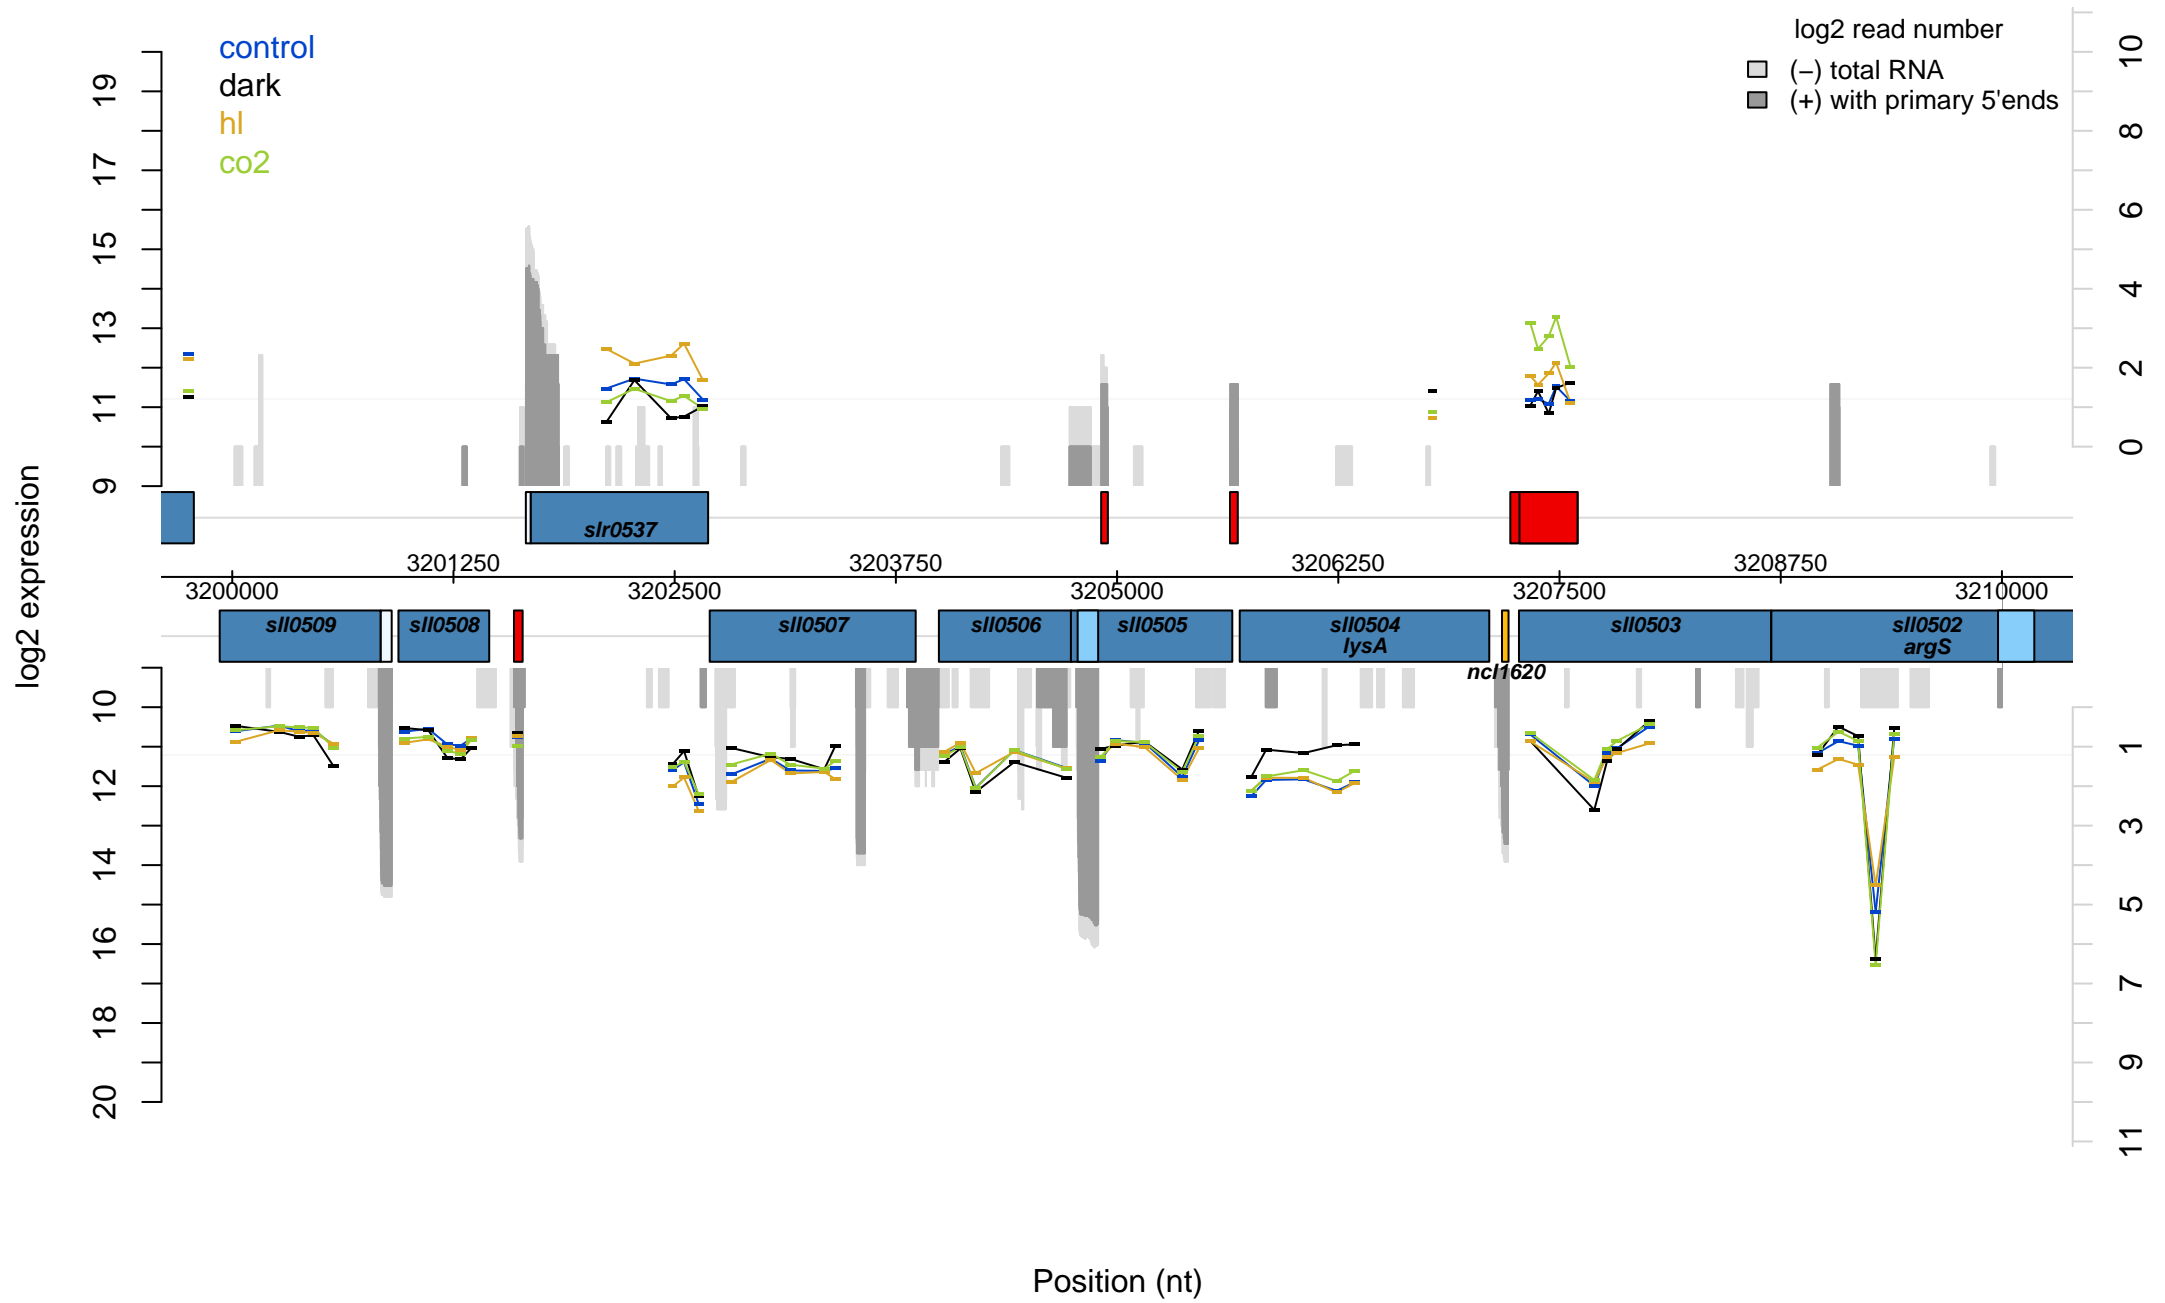 control
dark
hl
co2
log2 read number
(−) total RNA
(+) with primary 5'ends
19
17
15
13
11
9
10
8
6
4
2
0
slr0537
3201250
3203750
3206250
3208750
3200000
3202500
3205000
3207500
3210000
sll0509
sll0508
sll0507
sll0506
sll0505
sll0504
lysA
sll0503
sll0502
argS
ncl1620
10
12
14
16
18
20
1
3
5
7
9
11
log2 expression
Position (nt)